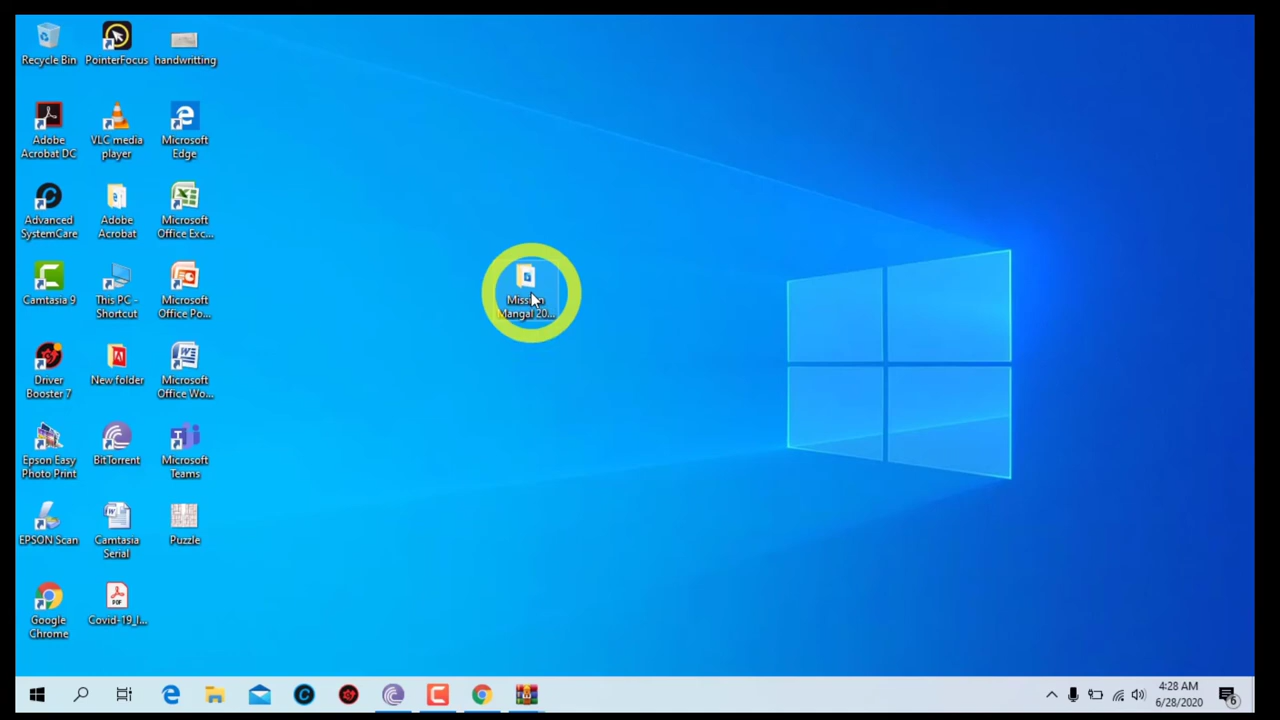 Recycle Bin
PointerFocus
handwritting
Adobe
Acrobat DC
VLC media
player
Microsoft
Edge
Advanced
SystemCare
Adobe
Acrobat
Microsoft
Office Exc...
Camtasia 9
This PC -
Shortcut
Microsoft
Office Po...
Mission
Mangal 20...
Driver
Booster 7
New folder
Microsoft
Office Wo...
Epson Easy
Photo Print
BitTorrent
Microsoft
Teams
EPSON Scan
Camtasia
Serial
Puzzle
Google
Chrome
Covid-19_I...
4:28 AM
6/28/2020
6